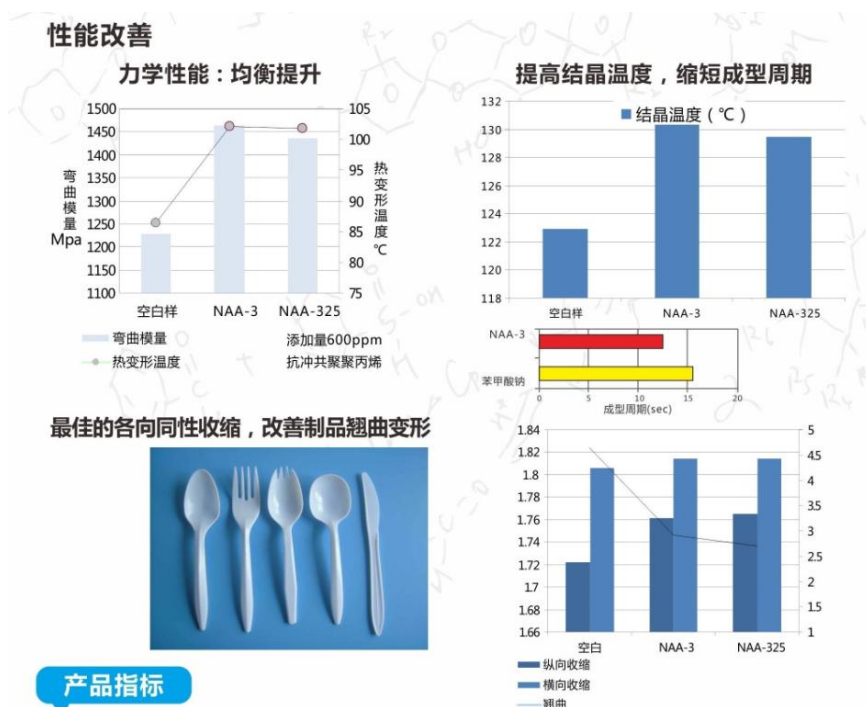 性能改善
力学性能：均衡提升
1500
1450
1400
1350
1300
1250
1200
1150
1100
弯曲模量
Mpa
105
100
95
90
85
80
75
热变形温度℃
空白样 NAA-3 NAA-325
弯曲模量 添加量600ppm
热变形温度 抗冲共聚聚丙烯
提高结晶温度，缩短成型周期
132
130
128
126
124
122
120
118
结晶温度（℃）
空白样 NAA-3 NAA-325
NAA-3
苯甲酸钠
0 5 10 15 20
成型周期(sec)
最佳的各向同性收缩，改善制品翘曲变形
1.84
1.82
1.8
1.78
1.76
1.74
1.72
1.7
1.68
1.66
5
4.5
4
3.5
3
2.5
2
1.5
1
空白 NAA-3 NAA-325
纵向收缩
横向收缩
翘曲
产品指标